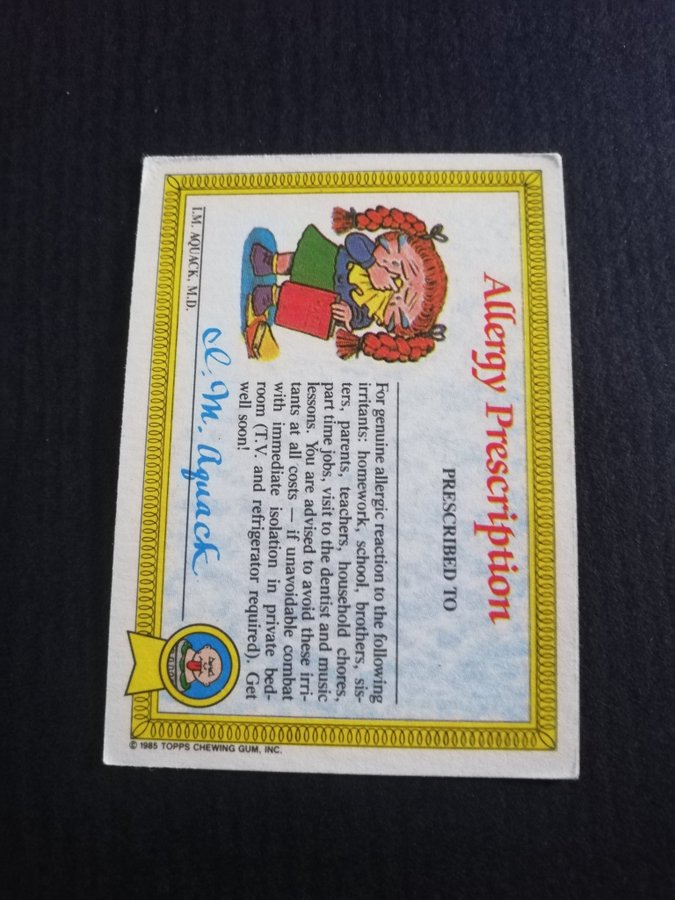 Allergy Prescription
PRESCRIBED TO
For genuine allergic reaction to the following
irritants: homework, school, brothers, sis-
ters, parents, teachers, household chores,
part time jobs, visit to the dentist and music
lessons. You are advised to avoid these irri-
tants at all costs — if unavoidable combat
with immediate isolation in private bed-
room (T.V. and refrigerator required). Get
well soon!
I. M. Aquack
I.M. AQUACK, M.D.
© 1985 TOPPS CHEWING GUM, INC.